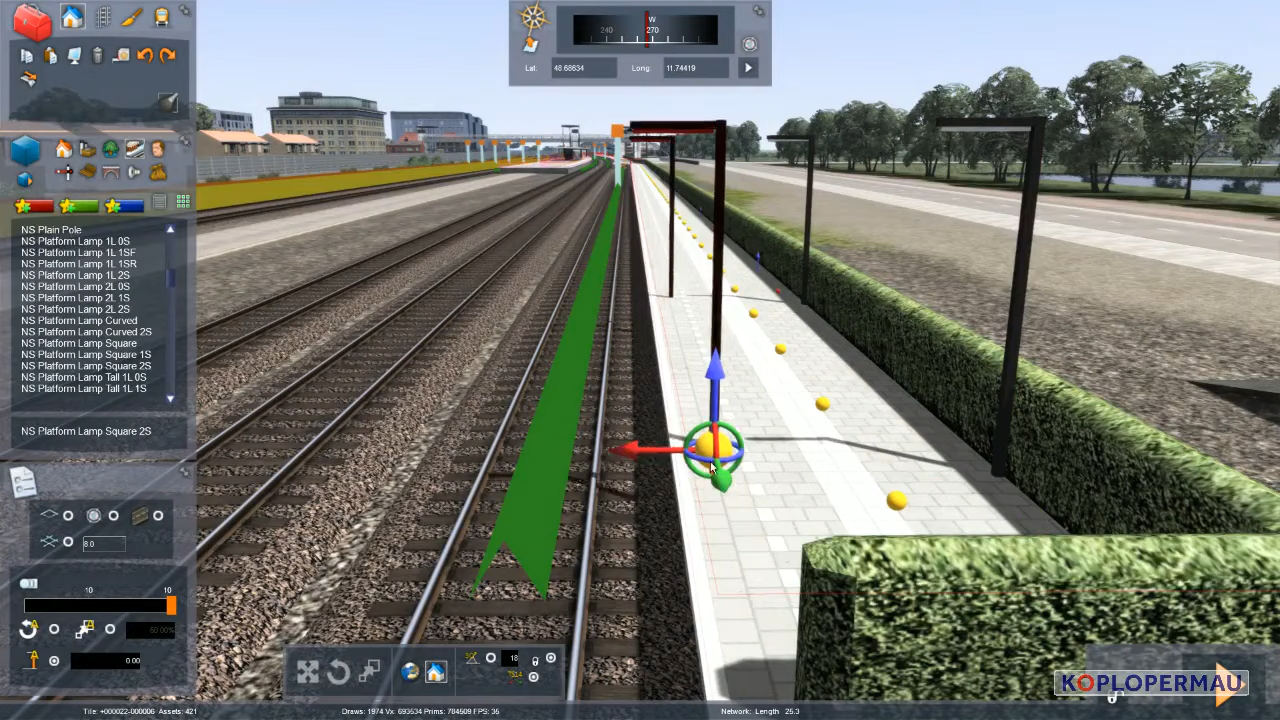 W
240 270
Lat: 48.68634 Long: 11.74419
NS Plain Pole
NS Platform Lamp 1L 0S
NS Platform Lamp 1L 1SF
NS Platform Lamp 1L 1SR
NS Platform Lamp 1L 2S
NS Platform Lamp 2L 0S
NS Platform Lamp 2L 1S
NS Platform Lamp 2L 2S
NS Platform Lamp Curved
NS Platform Lamp Curved 2S
NS Platform Lamp Square
NS Platform Lamp Square 1S
NS Platform Lamp Square 2S
NS Platform Lamp Tall 1L 0S
NS Platform Lamp Tall 1L 1S
NS Platform Lamp Square 2S
8.0
10 10
50.00%
0.00
18
KOPLOPERMAU
Tile: +000022-000006 Assets: 421
Draws: 1974 Vx: 693534 Prims: 784509 FPS: 35
Network: Length 25.3